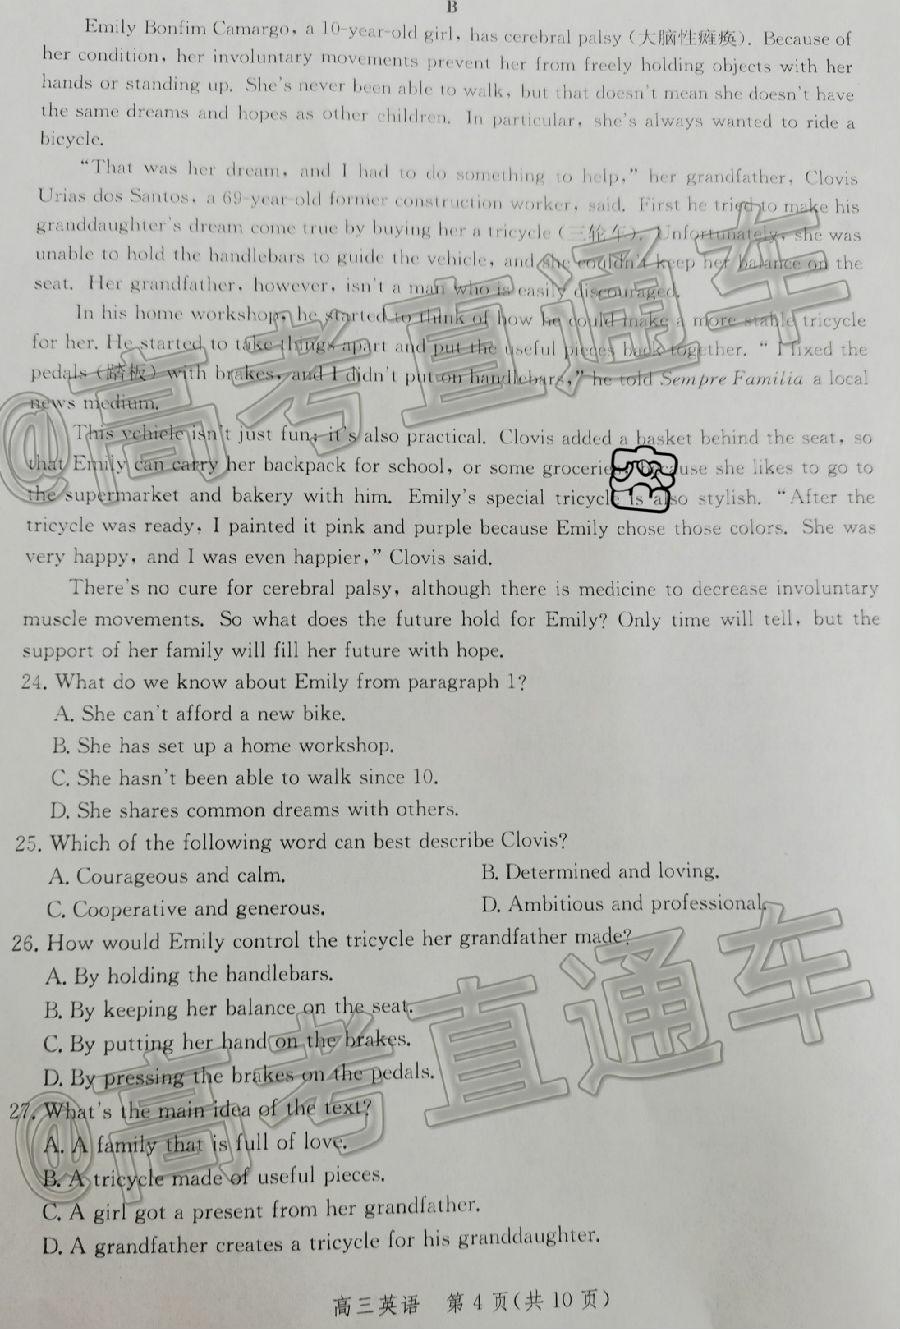 B
Emily Bonfim Camargo, a 10-year-old girl, has cerebral palsy (大脑性瘫痪). Because of
her condition, her involuntary movements prevent her from freely holding objects with her
hands or standing up. She's never been able to walk, but that doesn't mean she doesn't have
the same dreams and hopes as other children. In particular, she's always wanted to ride a
bicycle.
“That was her dream, and I had to do something to help,” her grandfather, Clovis
Urias dos Santos, a 69-year-old former construction worker, said. First he tried to make his
granddaughter's dream come true by buying her a tricycle (三轮车). Unfortunately, she was
unable to hold the handlebars to guide the vehicle, and she couldn't keep her balance on the
seat. Her grandfather, however, isn't a man who is easily discouraged.
In his home workshop, he started to think of how he could make a more stable tricycle
for her. He started to take things apart and put the useful pieces back together. “I fixed the
pedals (踏板) with brakes, and I didn't put on handlebars,” he told Sempre Familia a local
news medium.
This vehicle isn't just fun; it's also practical. Clovis added a basket behind the seat, so
that Emily can carry her backpack for school, or some groceries because she likes to go to
the supermarket and bakery with him. Emily's special tricycle is also stylish. “After the
tricycle was ready, I painted it pink and purple because Emily chose those colors. She was
very happy, and I was even happier,” Clovis said.
There's no cure for cerebral palsy, although there is medicine to decrease involuntary
muscle movements. So what does the future hold for Emily? Only time will tell, but the
support of her family will fill her future with hope.
24. What do we know about Emily from paragraph 1?
A. She can't afford a new bike.
B. She has set up a home workshop.
C. She hasn't been able to walk since 10.
D. She shares common dreams with others.
25. Which of the following word can best describe Clovis?
A. Courageous and calm. B. Determined and loving.
C. Cooperative and generous. D. Ambitious and professional.
26. How would Emily control the tricycle her grandfather made?
A. By holding the handlebars.
B. By keeping her balance on the seat.
C. By putting her hand on the brakes.
D. By pressing the brakes on the pedals.
27. What's the main idea of the text?
A. A family that is full of love.
B. A tricycle made of useful pieces.
C. A girl got a present from her grandfather.
D. A grandfather creates a tricycle for his granddaughter.
高三英语 第 4 页(共 10 页)
@高考直通车
@高考直通车